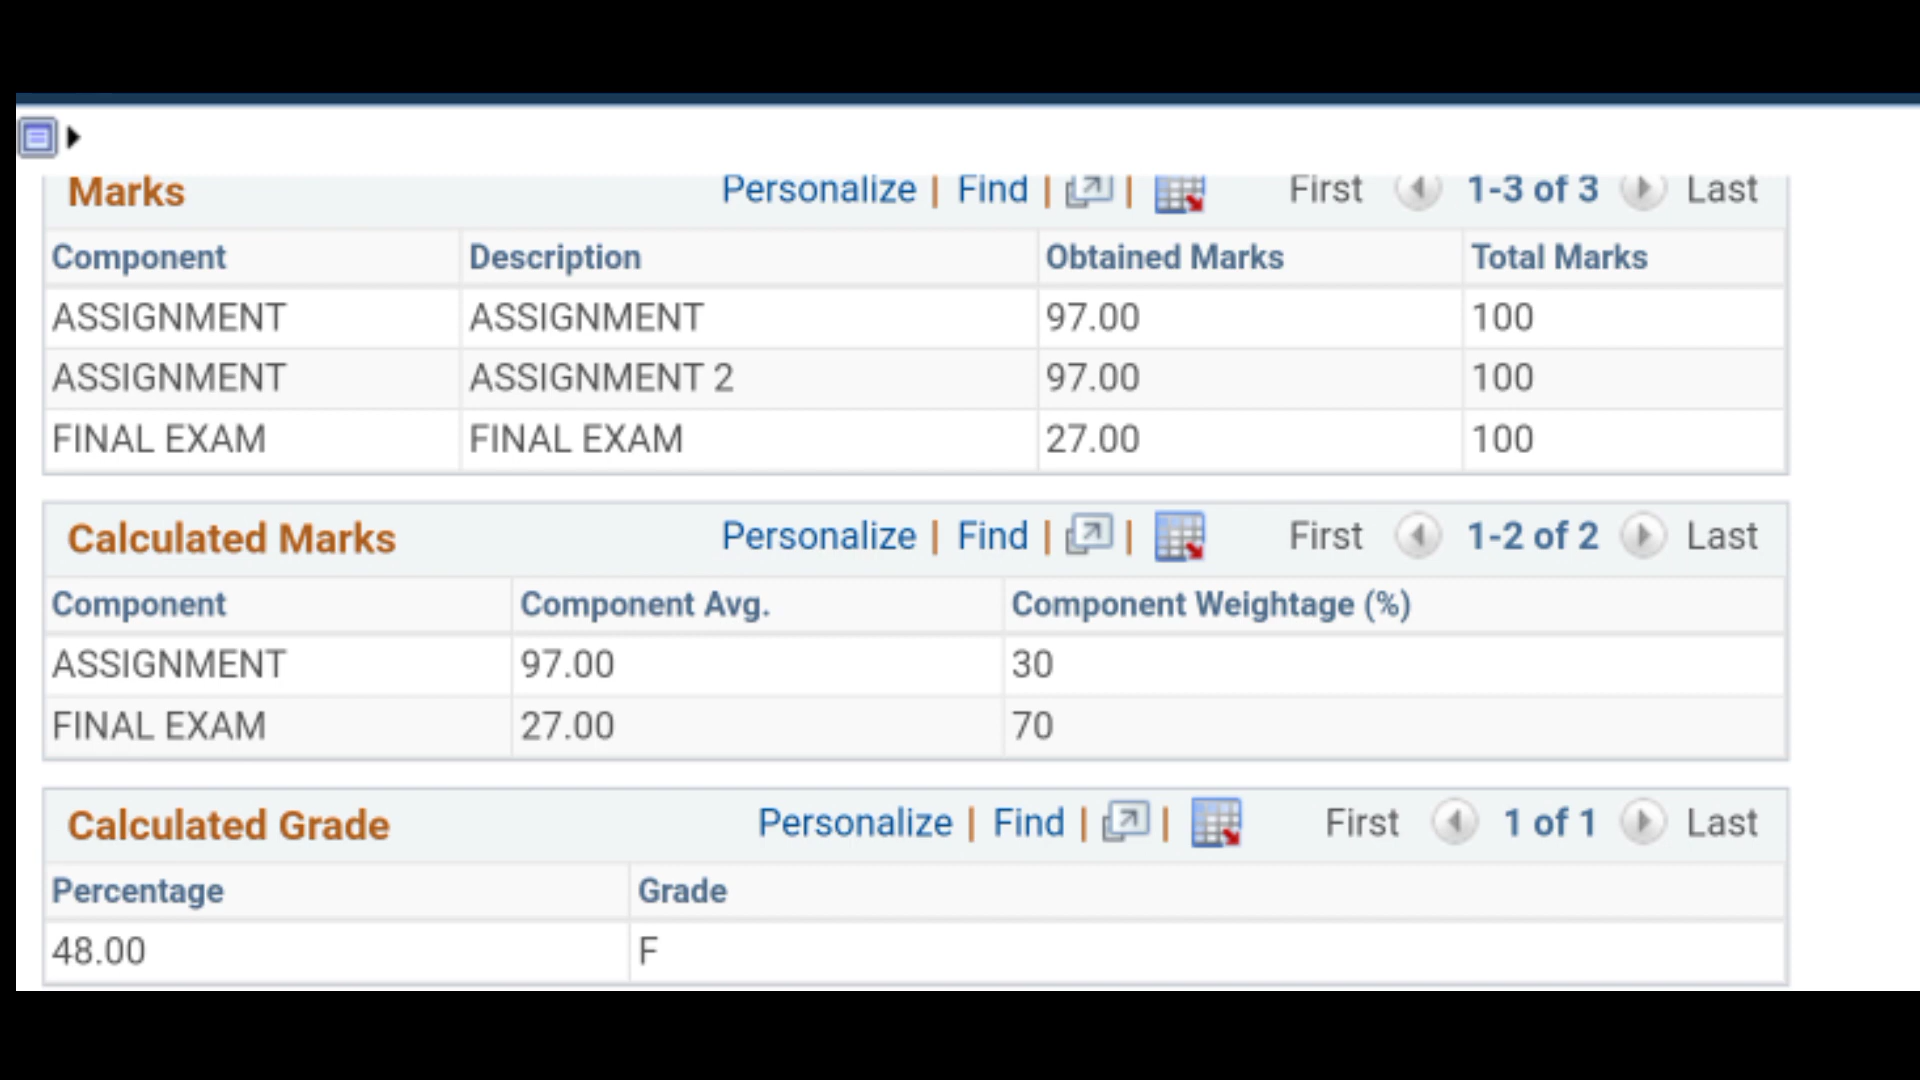 Marks Personalize | Find | | First 1-3 of 3 Last
Component Description Obtained Marks Total Marks
ASSIGNMENT ASSIGNMENT 97.00 100
ASSIGNMENT ASSIGNMENT 2 97.00 100
FINAL EXAM FINAL EXAM 27.00 100
Calculated Marks Personalize | Find | | First 1-2 of 2 Last
Component Component Avg. Component Weightage (%)
ASSIGNMENT 97.00 30
FINAL EXAM 27.00 70
Calculated Grade Personalize | Find | | First 1 of 1 Last
Percentage Grade
48.00 F